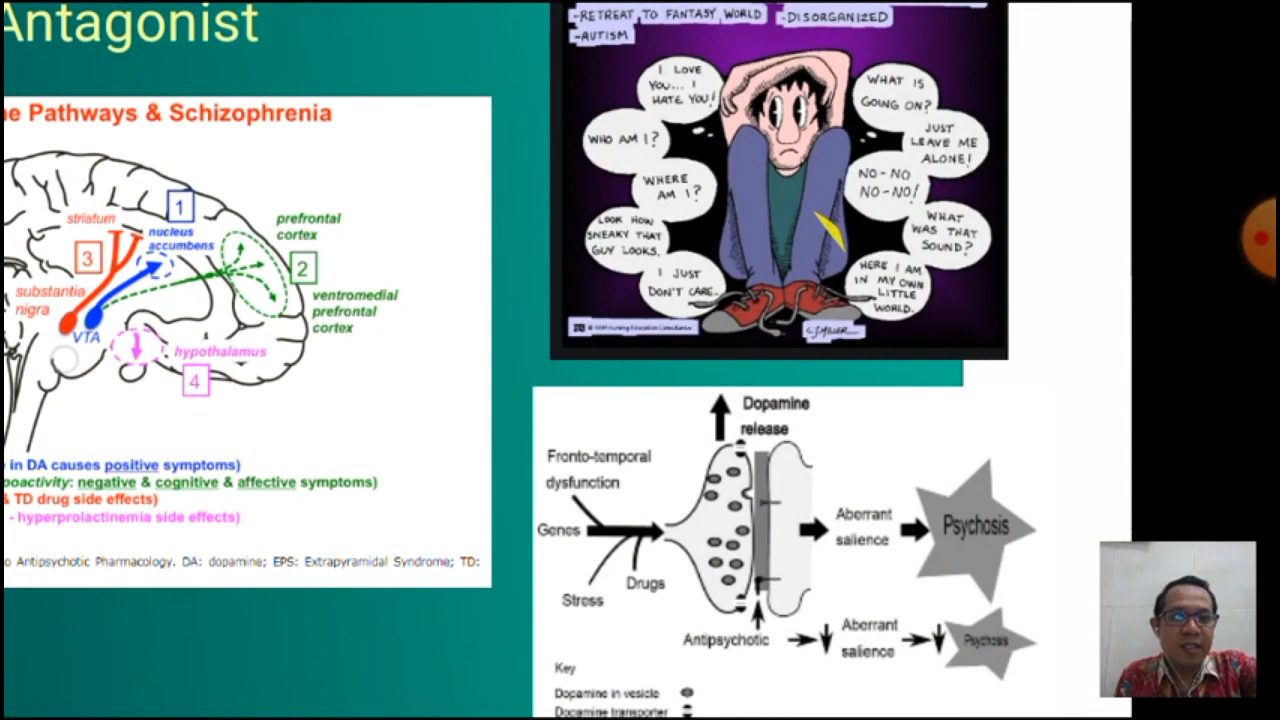 Antagonist
e Pathways & Schizophrenia
1
striatum
nucleus
accumbens
prefrontal
cortex
3
2
substantia
nigra
ventromedial
prefrontal
cortex
VTA
hypothalamus
4
in DA causes positive symptoms)
poactivity: negative & cognitive & affective symptoms)
& TD drug side effects)
- hyperprolactinemia side effects)
o Antipsychotic Pharmacology. DA: dopamine; EPS: Extrapyramidal Syndrome; TD:
-RETREAT TO FANTASY WORLD
-DISORGANIZED
-AUTISM
I LOVE
YOU... I
HATE YOU!
WHO AM I?
WHERE
AM I?
LOOK HOW
SNEAKY THAT
GUY LOOKS.
I JUST
DON'T CARE.
WHAT IS
GOING ON?
JUST
LEAVE ME
ALONE!
NO-NO
NO-NO!
WHAT
WAS THAT
SOUND?
HERE I AM
IN MY OWN
LITTLE
WORLD.
Nursing Education Consultants
CJMILLER
Dopamine
release
Fronto-temporal
dysfunction
Genes
Drugs
Stress
Aberrant
salience
Psychosis
Antipsychotic
Aberrant
salience
Psychosis
Key
Dopamine in vesicle
Dopamine transporter